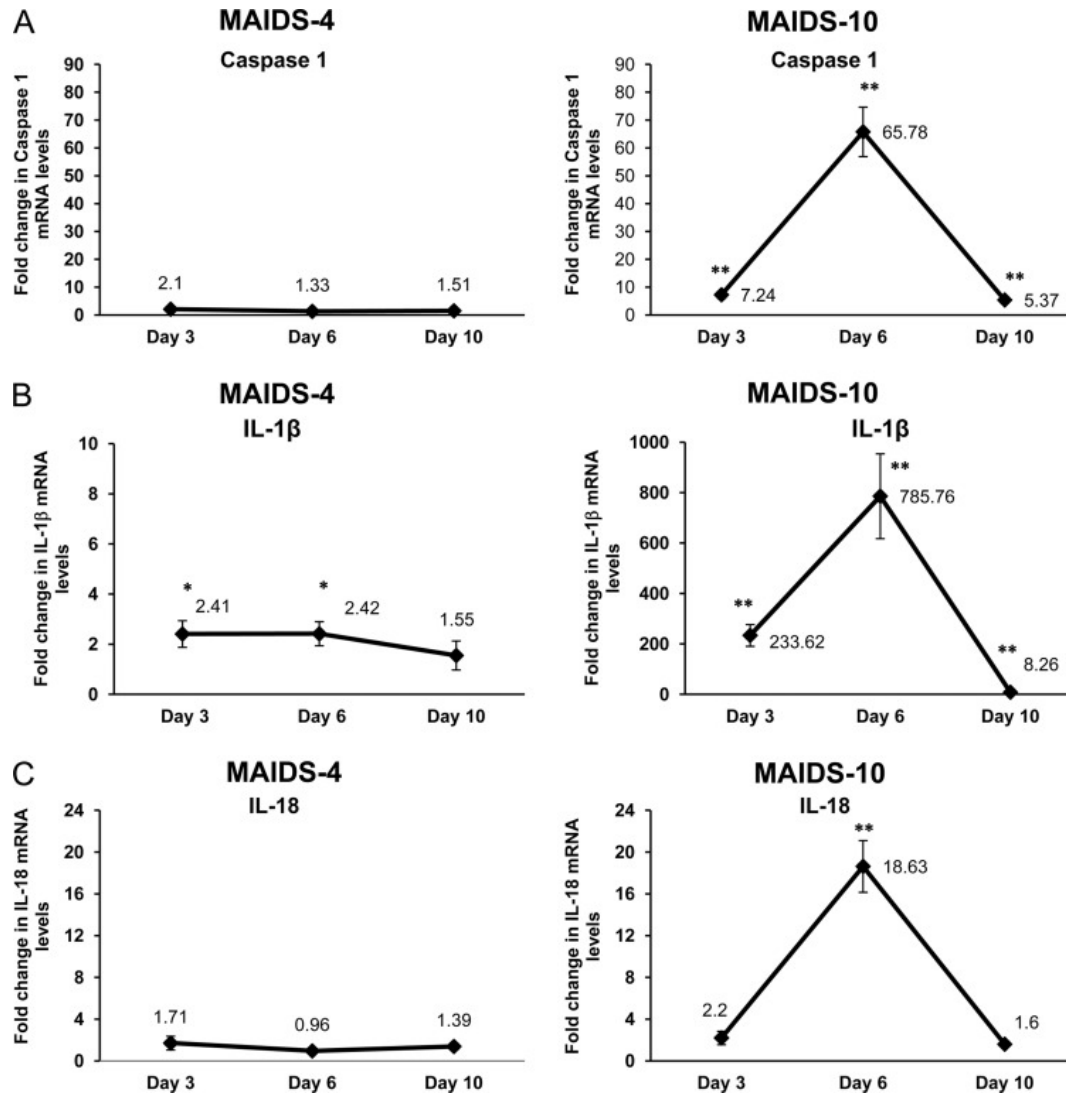 A
MAIDS-4
Caspase 1
Fold change in Caspase 1
mRNA levels
90
80
70
60
50
40
30
20
10
0
2.1
1.33
1.51
Day 3
Day 6
Day 10
MAIDS-10
Caspase 1
Fold change in Caspase 1
mRNA levels
90
80
70
60
50
40
30
20
10
0
**
7.24
**
65.78
**
5.37
Day 3
Day 6
Day 10
B
MAIDS-4
IL-1β
Fold change in IL-1β mRNA
levels
10
8
6
4
2
0
*
2.41
*
2.42
1.55
Day 3
Day 6
Day 10
MAIDS-10
IL-1β
Fold change in IL-1β mRNA
levels
1000
800
600
400
200
0
**
233.62
**
785.76
**
8.26
Day 3
Day 6
Day 10
C
MAIDS-4
IL-18
Fold change in IL-18 mRNA
levels
24
20
16
12
8
4
0
1.71
0.96
1.39
Day 3
Day 6
Day 10
MAIDS-10
IL-18
Fold change in IL-18 mRNA
levels
24
20
16
12
8
4
0
2.2
**
18.63
1.6
Day 3
Day 6
Day 10